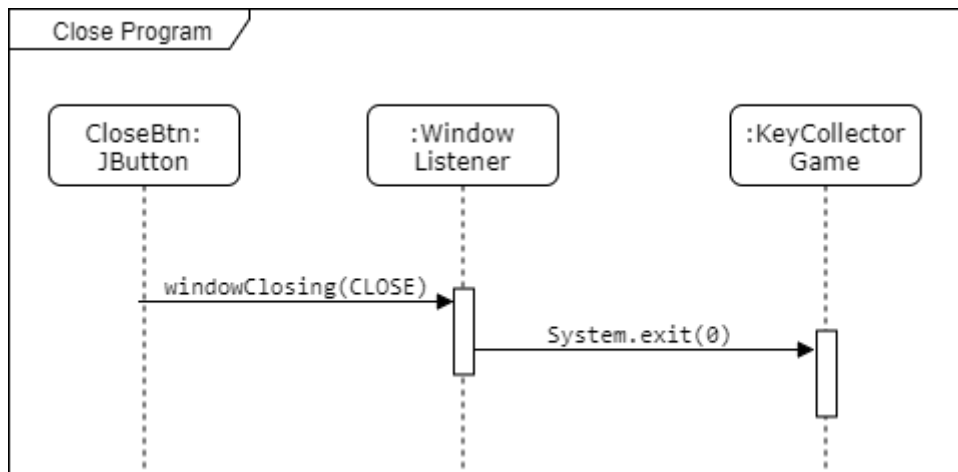 Close Program
CloseBtn:
JButton
:Window
Listener
:KeyCollector
Game
windowClosing(CLOSE)
System.exit(0)